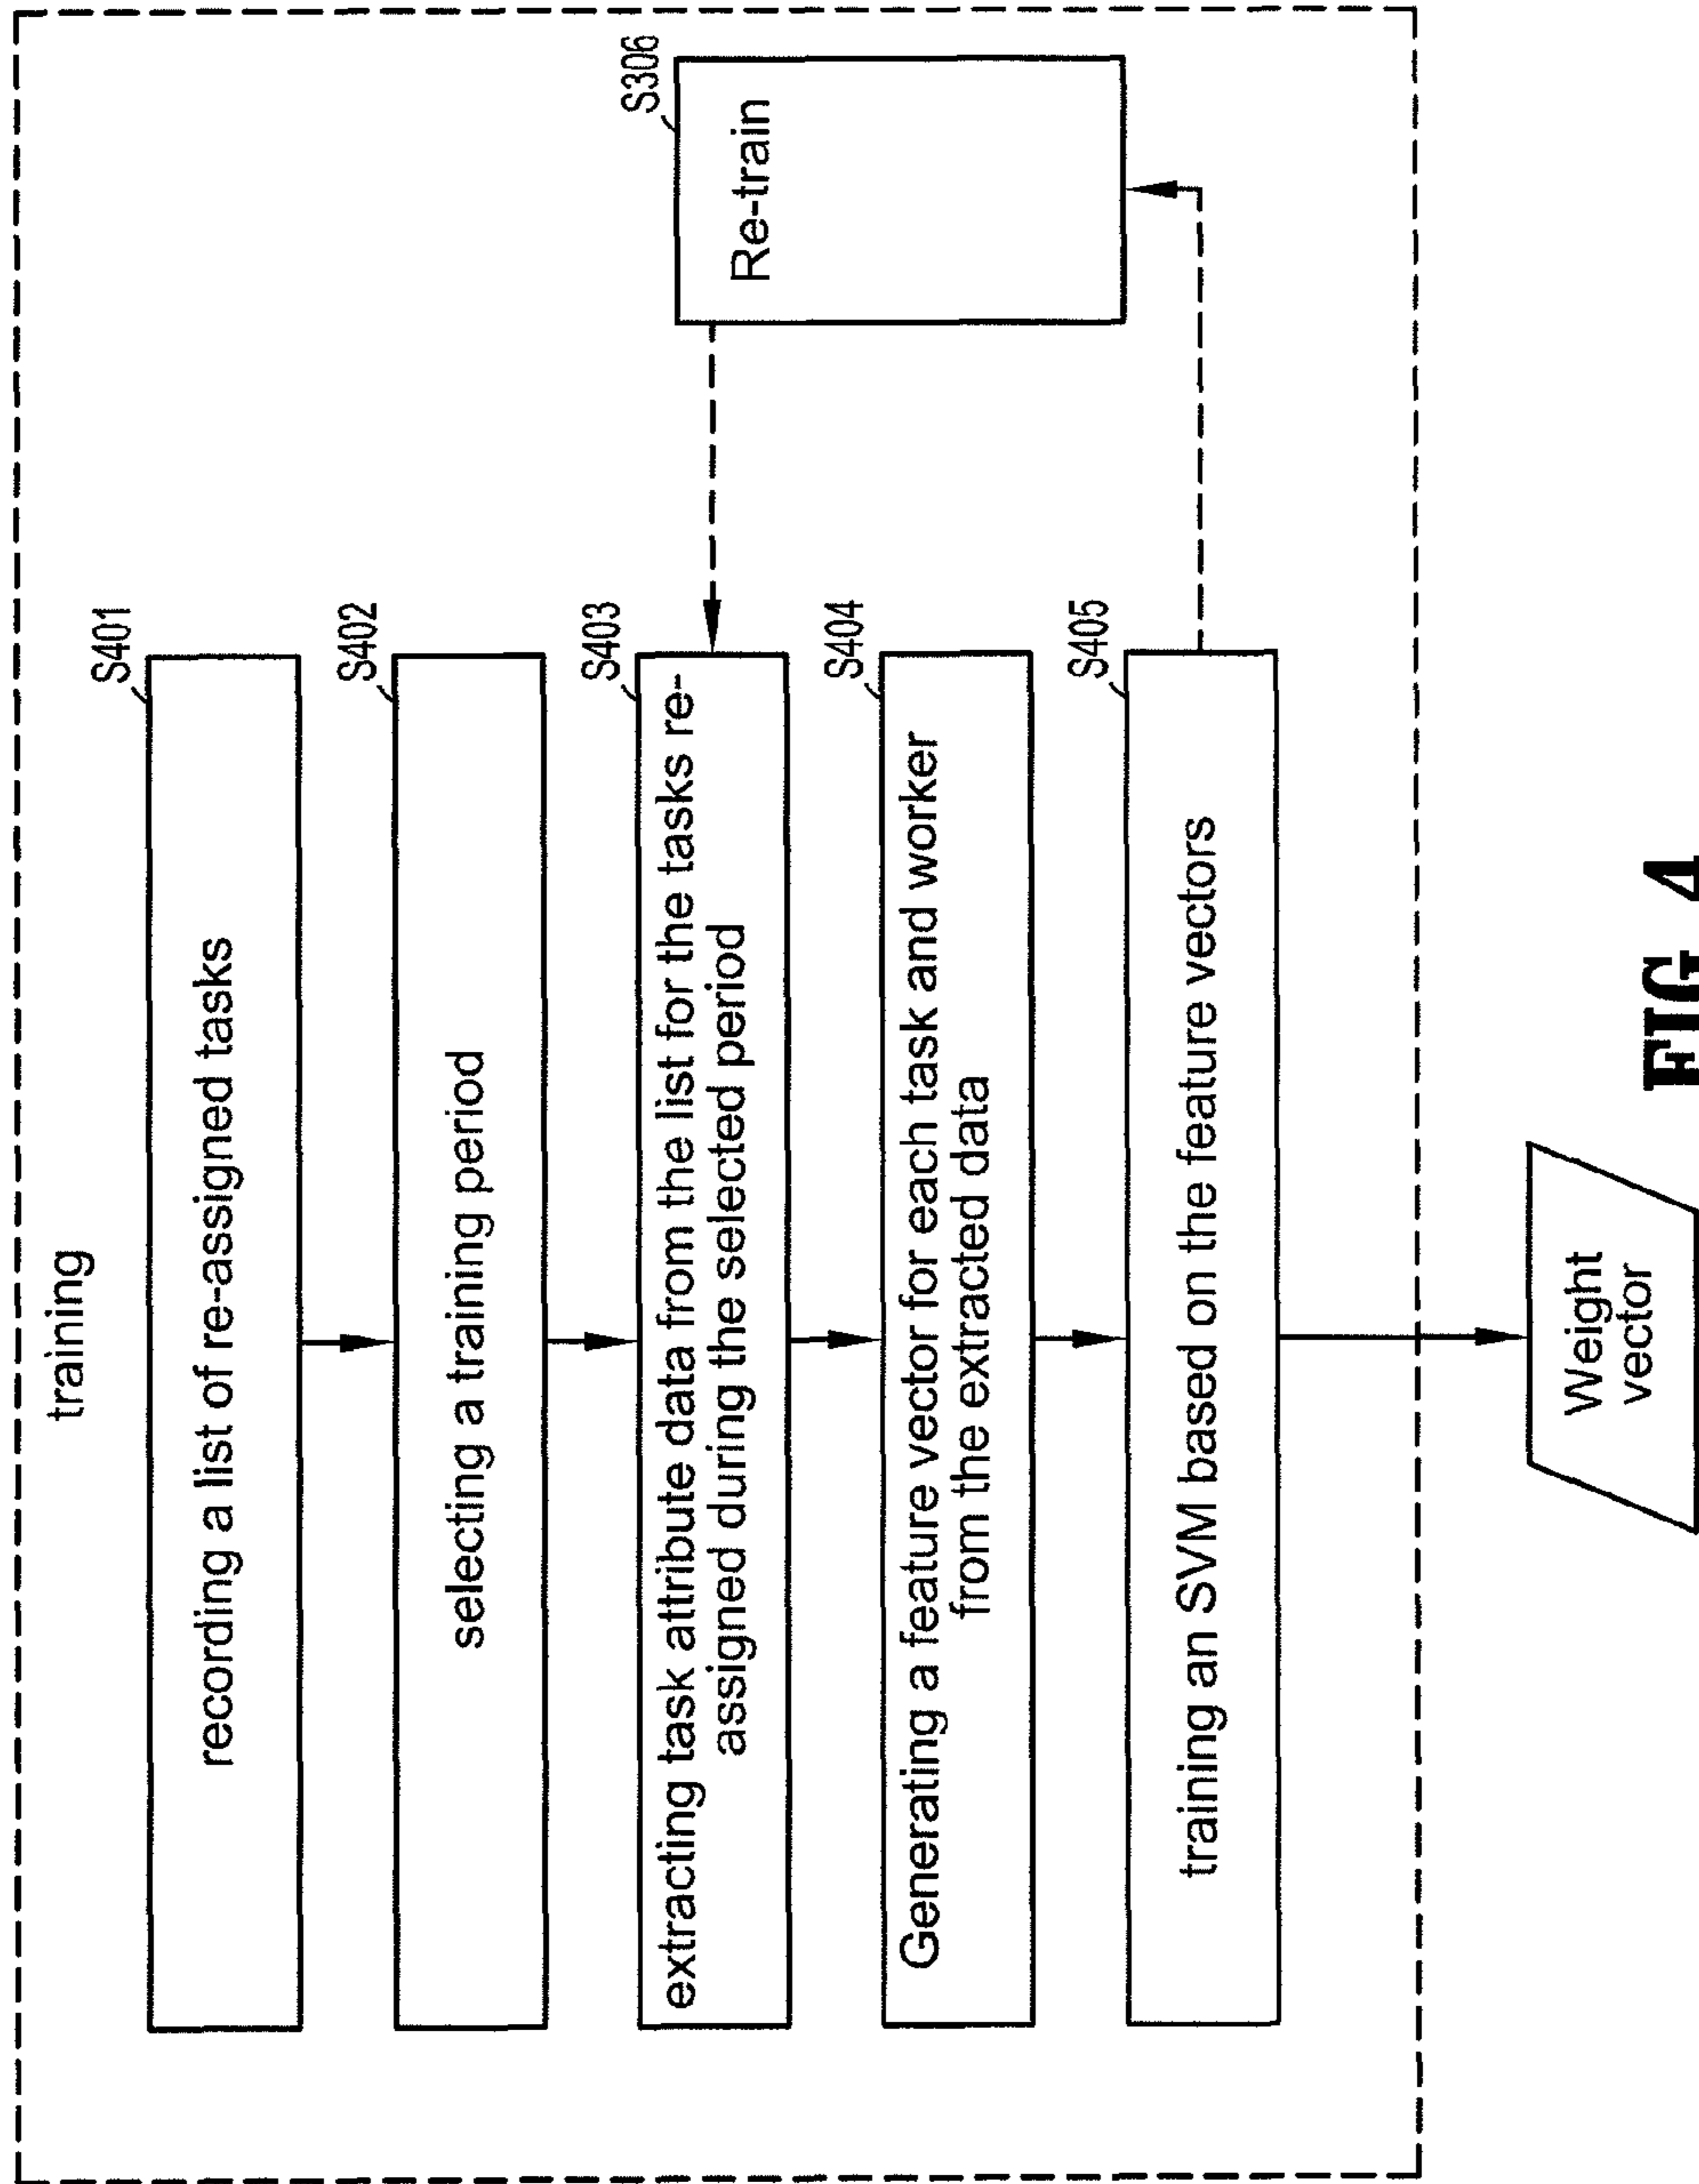 training
S401
recording a list of re-assigned tasks
S402
selecting a training period
S403
extracting task attribute data from the list for the tasks re-
assigned during the selected period
S306
Re-train
S404
Generating a feature vector for each task and worker
from the extracted data
S405
training an SVM based on the feature vectors
Weight
vector
FIG 4